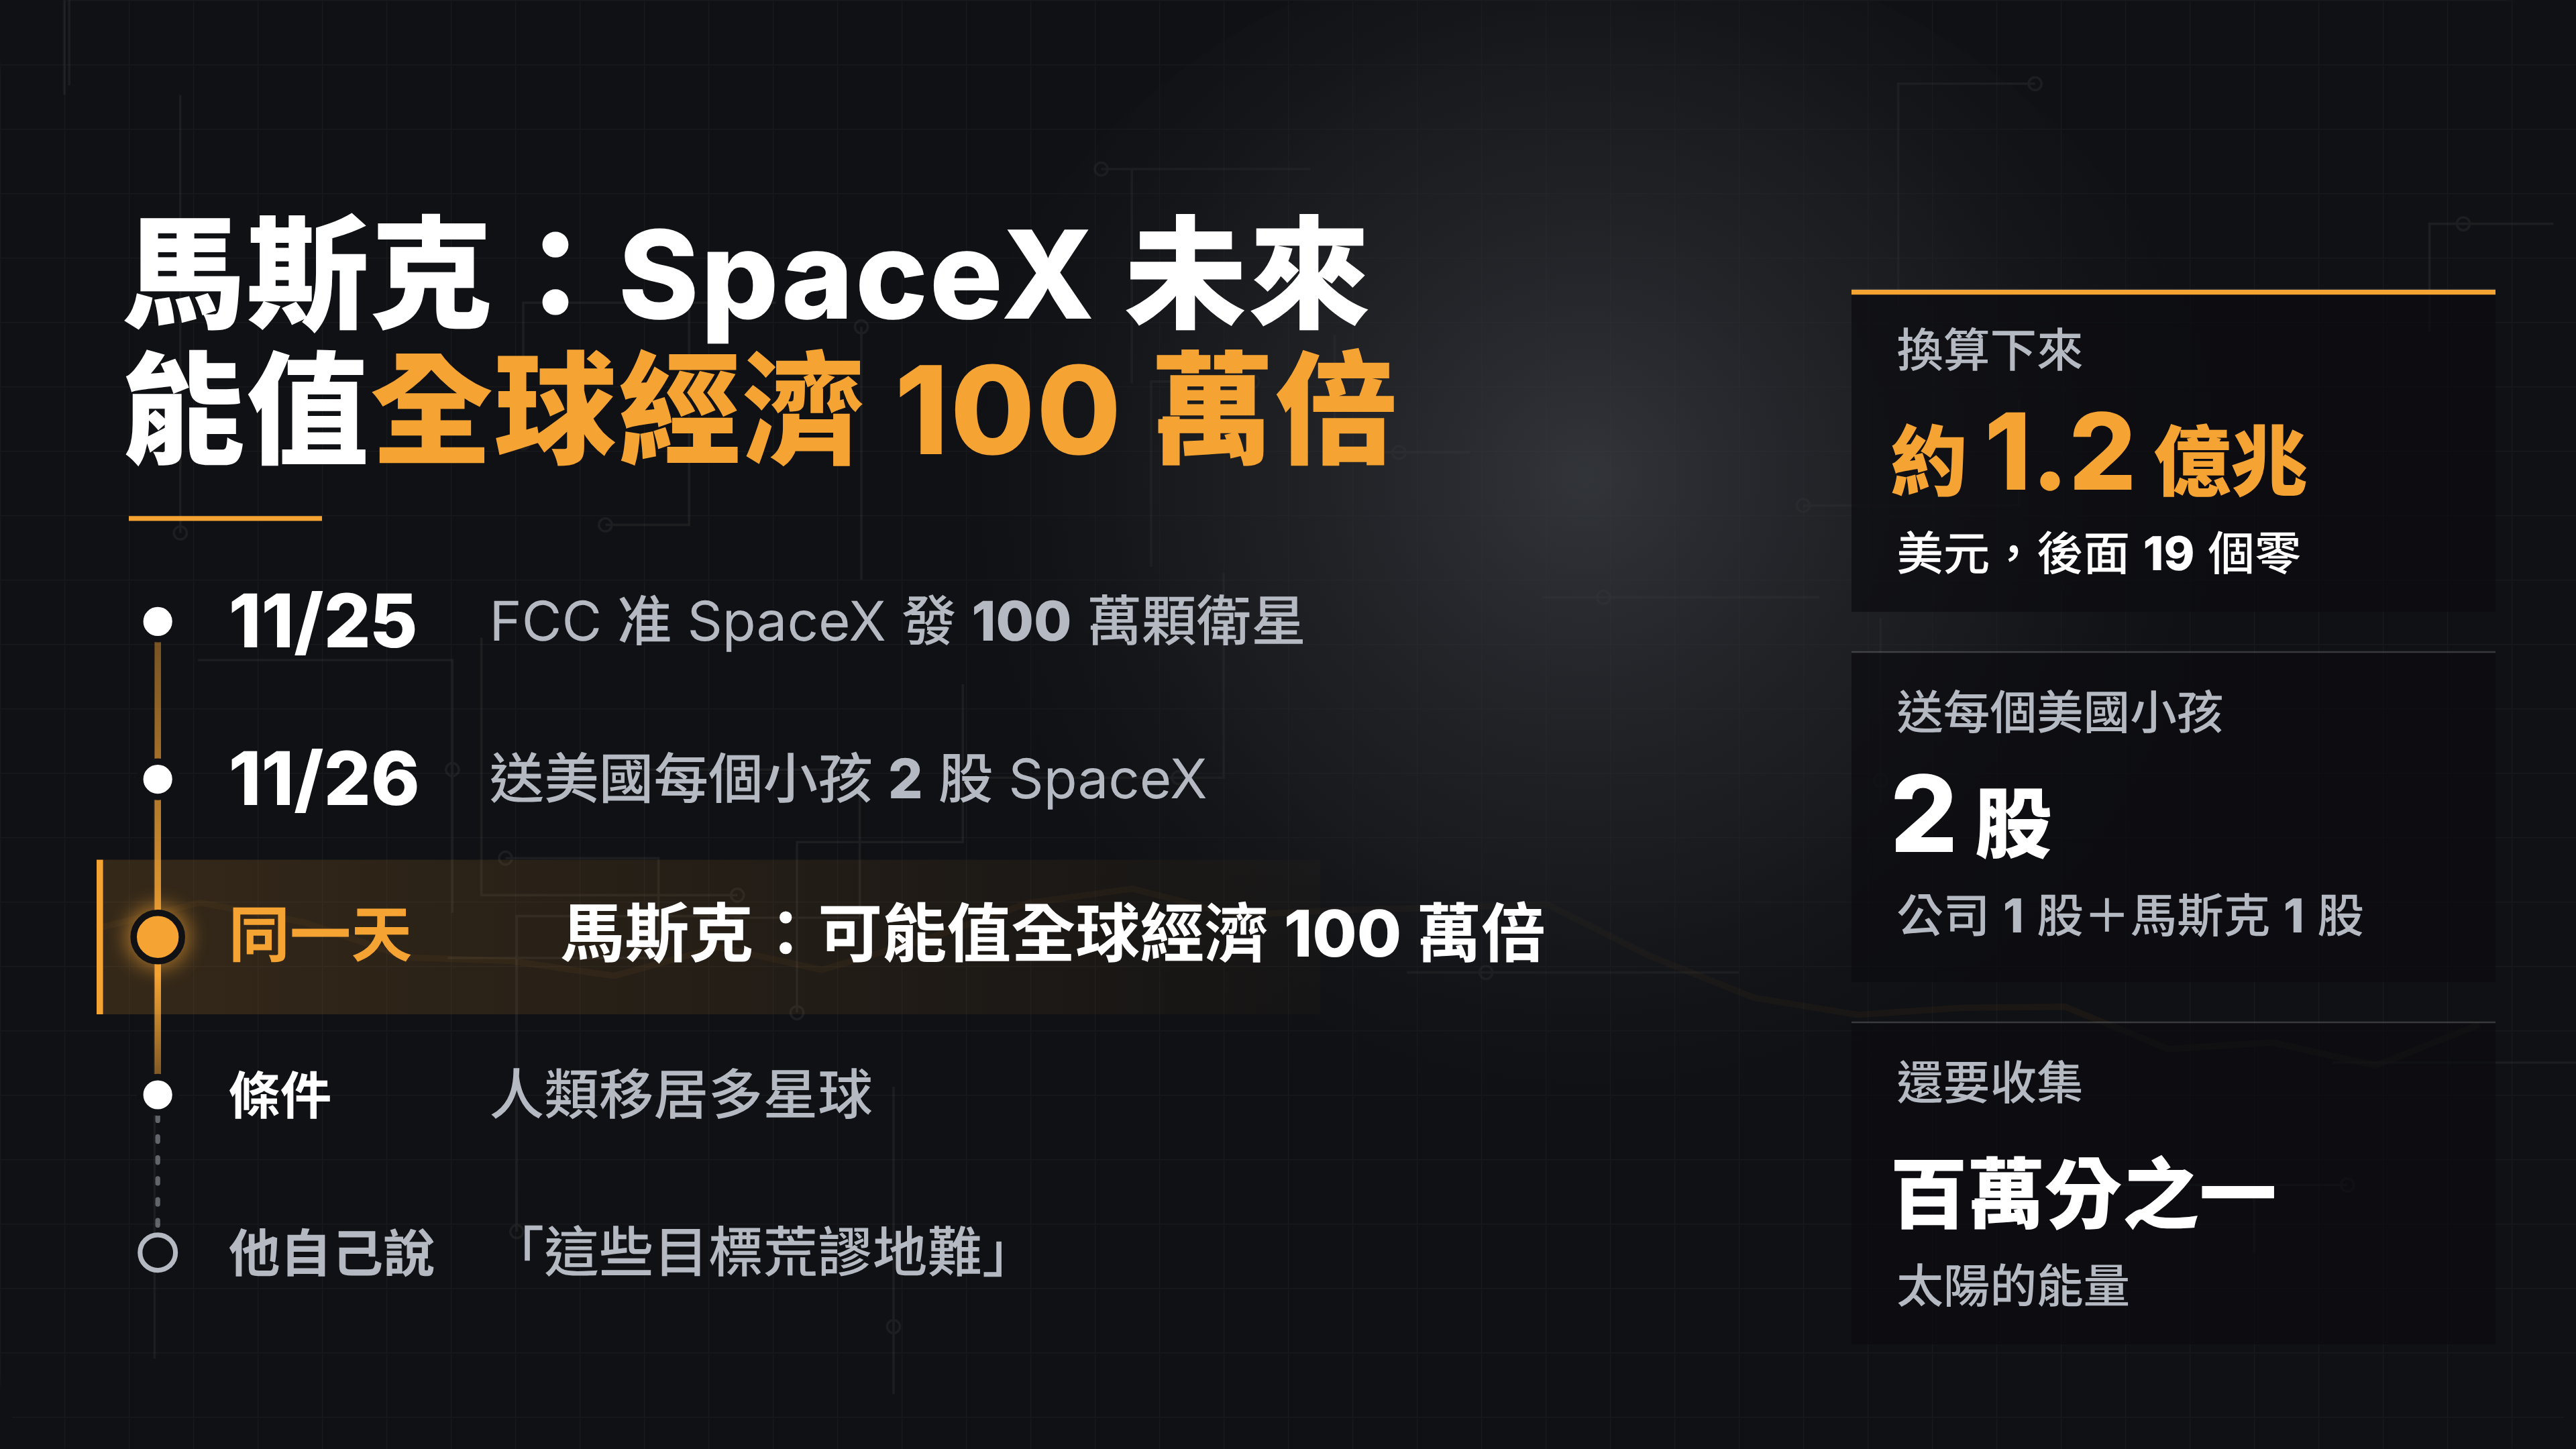 馬斯克：SpaceX 未來
能值全球經濟 100 萬倍
11/25 FCC 准 SpaceX 發 100 萬顆衛星
11/26 送美國每個小孩 2 股 SpaceX
同一天 馬斯克：可能值全球經濟 100 萬倍
條件 人類移居多星球
他自己說 「這些目標荒謬地難」
換算下來
約 1.2 億兆
美元，後面 19 個零
送每個美國小孩
2 股
公司 1 股＋馬斯克 1 股
還要收集
百萬分之一
太陽的能量